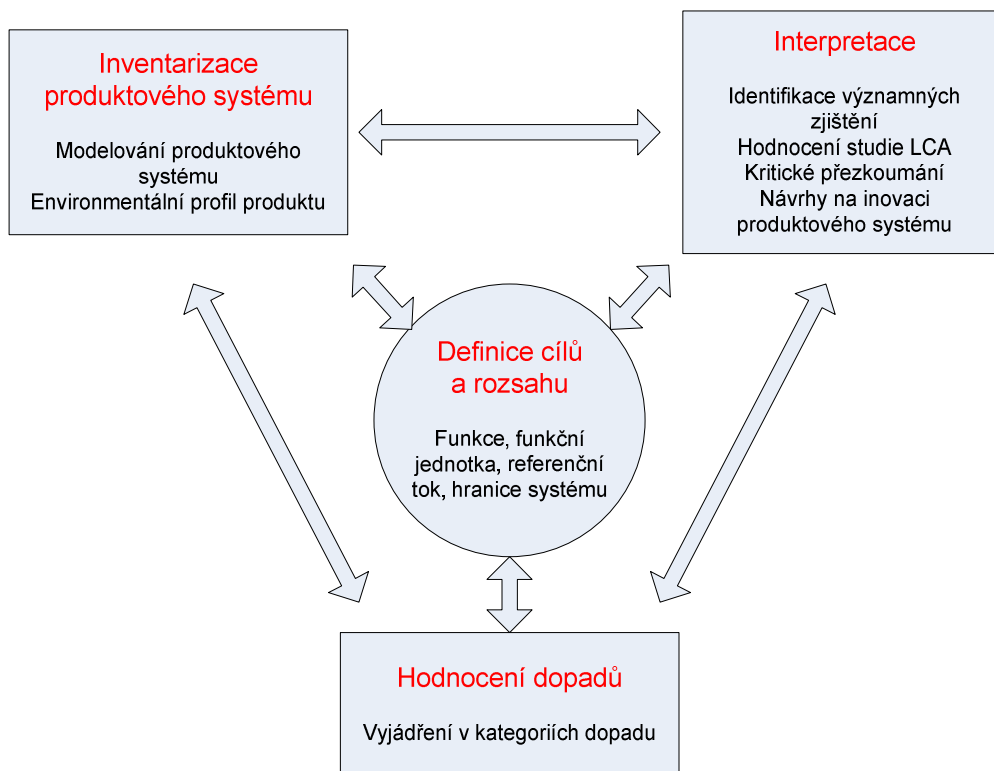 Inventarizace
produktového systému
Modelování produktového
systému
Environmentální profil produktu
Interpretace
Identifikace významných
zjištění
Hodnocení studie LCA
Kritické přezkoumání
Návrhy na inovaci
produktového systému
Definice cílů
a rozsahu
Funkce, funkční
jednotka, referenční
tok, hranice systému
Hodnocení dopadů
Vyjádření v kategoriích dopadu